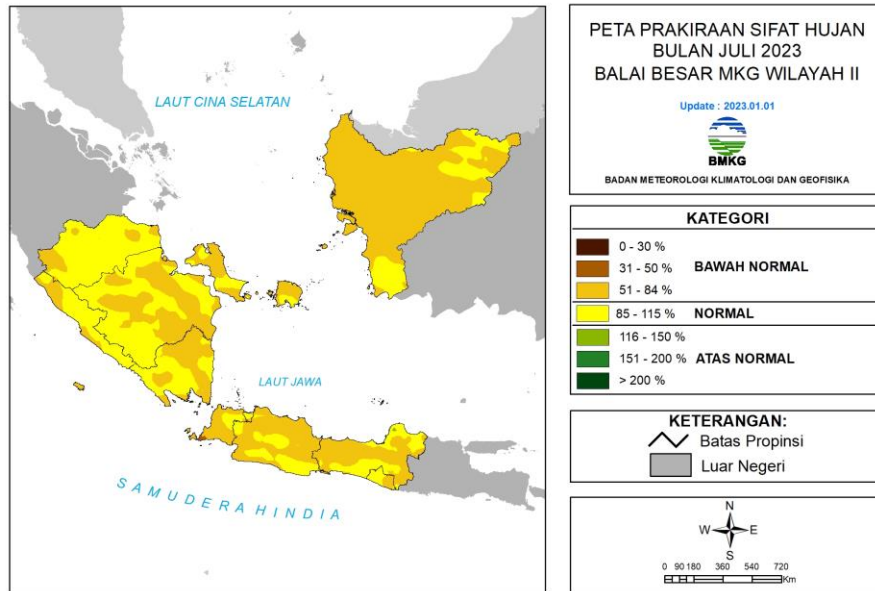 LAUT CINA SELATAN
LAUT JAWA
SAMUDERA HINDIA
PETA PRAKIRAAN SIFAT HUJAN
BULAN JULI 2023
BALAI BESAR MKG WILAYAH II
Update : 2023.01.01
BMKG
BADAN METEOROLOGI KLIMATOLOGI DAN GEOFISIKA
KATEGORI
0 - 30 %
31 - 50 % BAWAH NORMAL
51 - 84 %
85 - 115 % NORMAL
116 - 150 %
151 - 200 % ATAS NORMAL
> 200 %
KETERANGAN:
Batas Propinsi
Luar Negeri
N
W E
S
0 90 180 360 540 720
Km